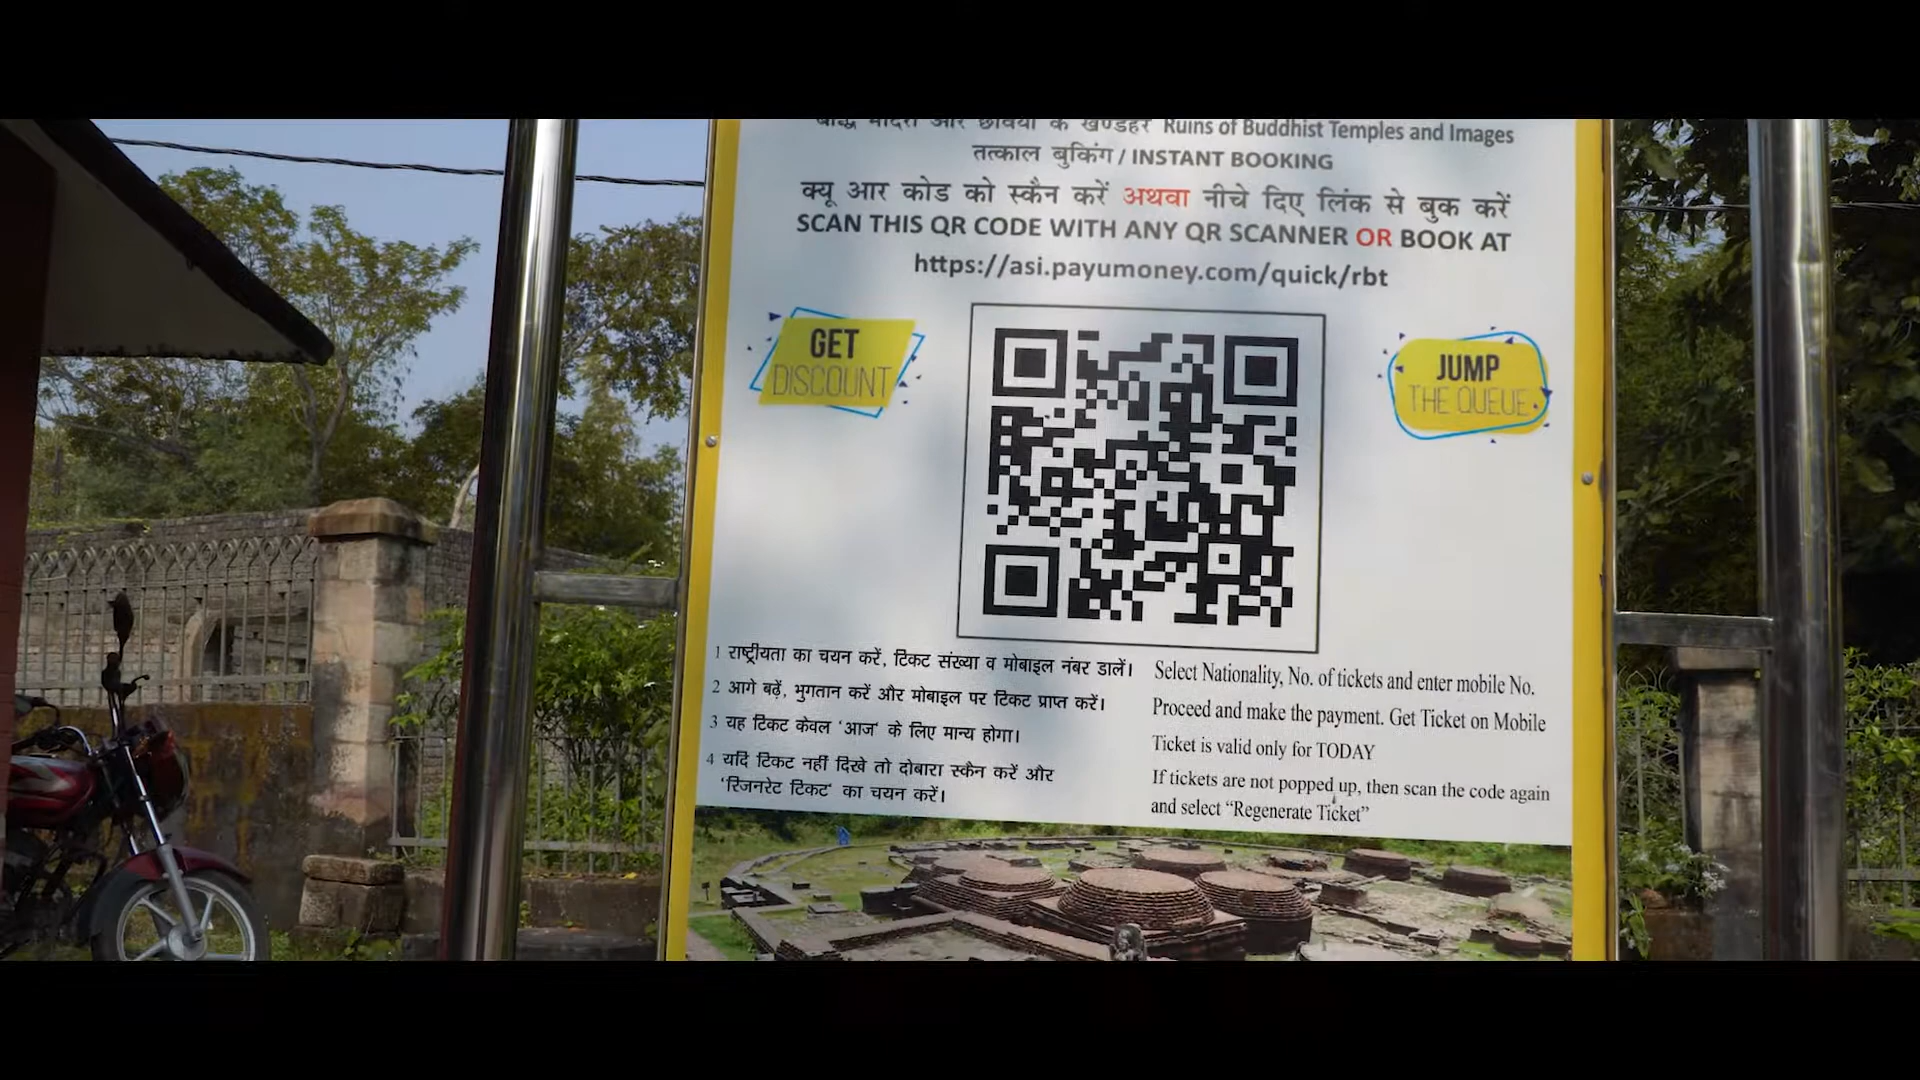 बौद्ध मंदिरों और छवियों के खण्डहर Ruins of Buddhist Temples and Images
तत्काल बुकिंग / INSTANT BOOKING
क्यू आर कोड को स्कैन करें अथवा नीचे दिए लिंक से बुक करें
SCAN THIS QR CODE WITH ANY QR SCANNER OR BOOK AT
https://asi.payumoney.com/quick/rbt
GET
DISCOUNT
JUMP
THE QUEUE
1 राष्ट्रीयता का चयन करें, टिकट संख्या व मोबाइल नंबर डालें।
2 आगे बढ़ें, भुगतान करें और मोबाइल पर टिकट प्राप्त करें।
3 यह टिकट केवल 'आज' के लिए मान्य होगा।
4 यदि टिकट नहीं दिखे तो दोबारा स्कैन करें और
'रिजनरेट टिकट' का चयन करें।
Select Nationality, No. of tickets and enter mobile No.
Proceed and make the payment. Get Ticket on Mobile
Ticket is valid only for TODAY
If tickets are not popped up, then scan the code again
and select “Regenerate Ticket”